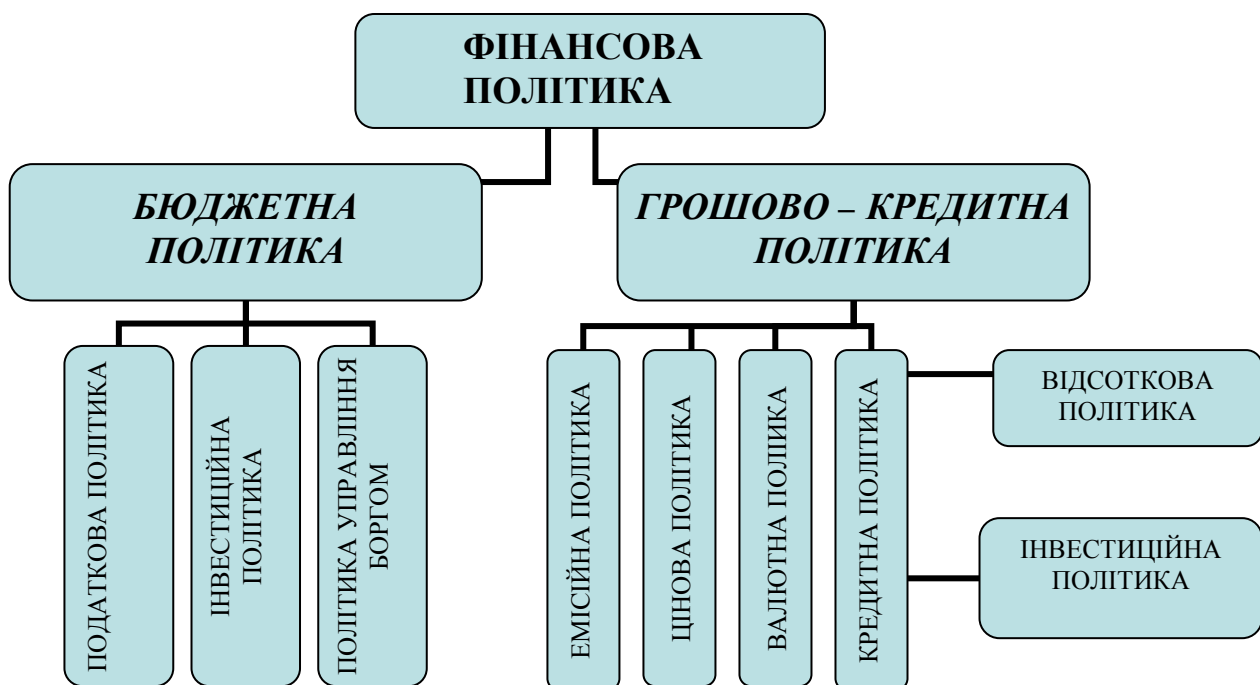 ФІНАНСОВА
ПОЛІТИКА
БЮДЖЕТНА
ПОЛІТИКА
ГРОШОВО – КРЕДИТНА
ПОЛІТИКА
ПОДАТКОВА ПОЛІТИКА
ІНВЕСТИЦІЙНА
ПОЛІТИКА
ПОЛІТИКА УПРАВЛІННЯ
БОРГОМ
ЕМІСІЙНА ПОЛІТИКА
ЦІНОВА ПОЛІТИКА
ВАЛЮТНА ПОЛІИКА
КРЕДИТНА ПОЛІТИКА
ВІДСОТКОВА
ПОЛІТИКА
ІНВЕСТИЦІЙНА
ПОЛІТИКА